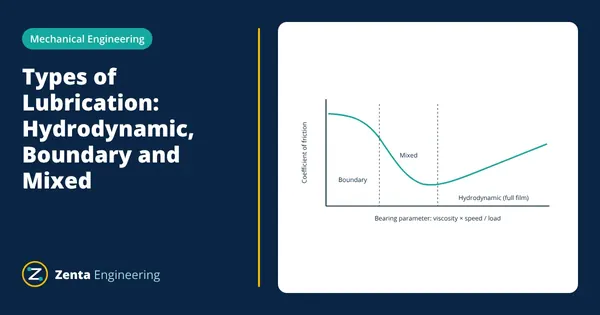 Mechanical Engineering
Types of
Lubrication:
Hydrodynamic,
Boundary and
Mixed
Zenta Engineering
Coefficient of friction
Mixed
Boundary
Hydrodynamic (full film)
Bearing parameter: viscosity × speed / load